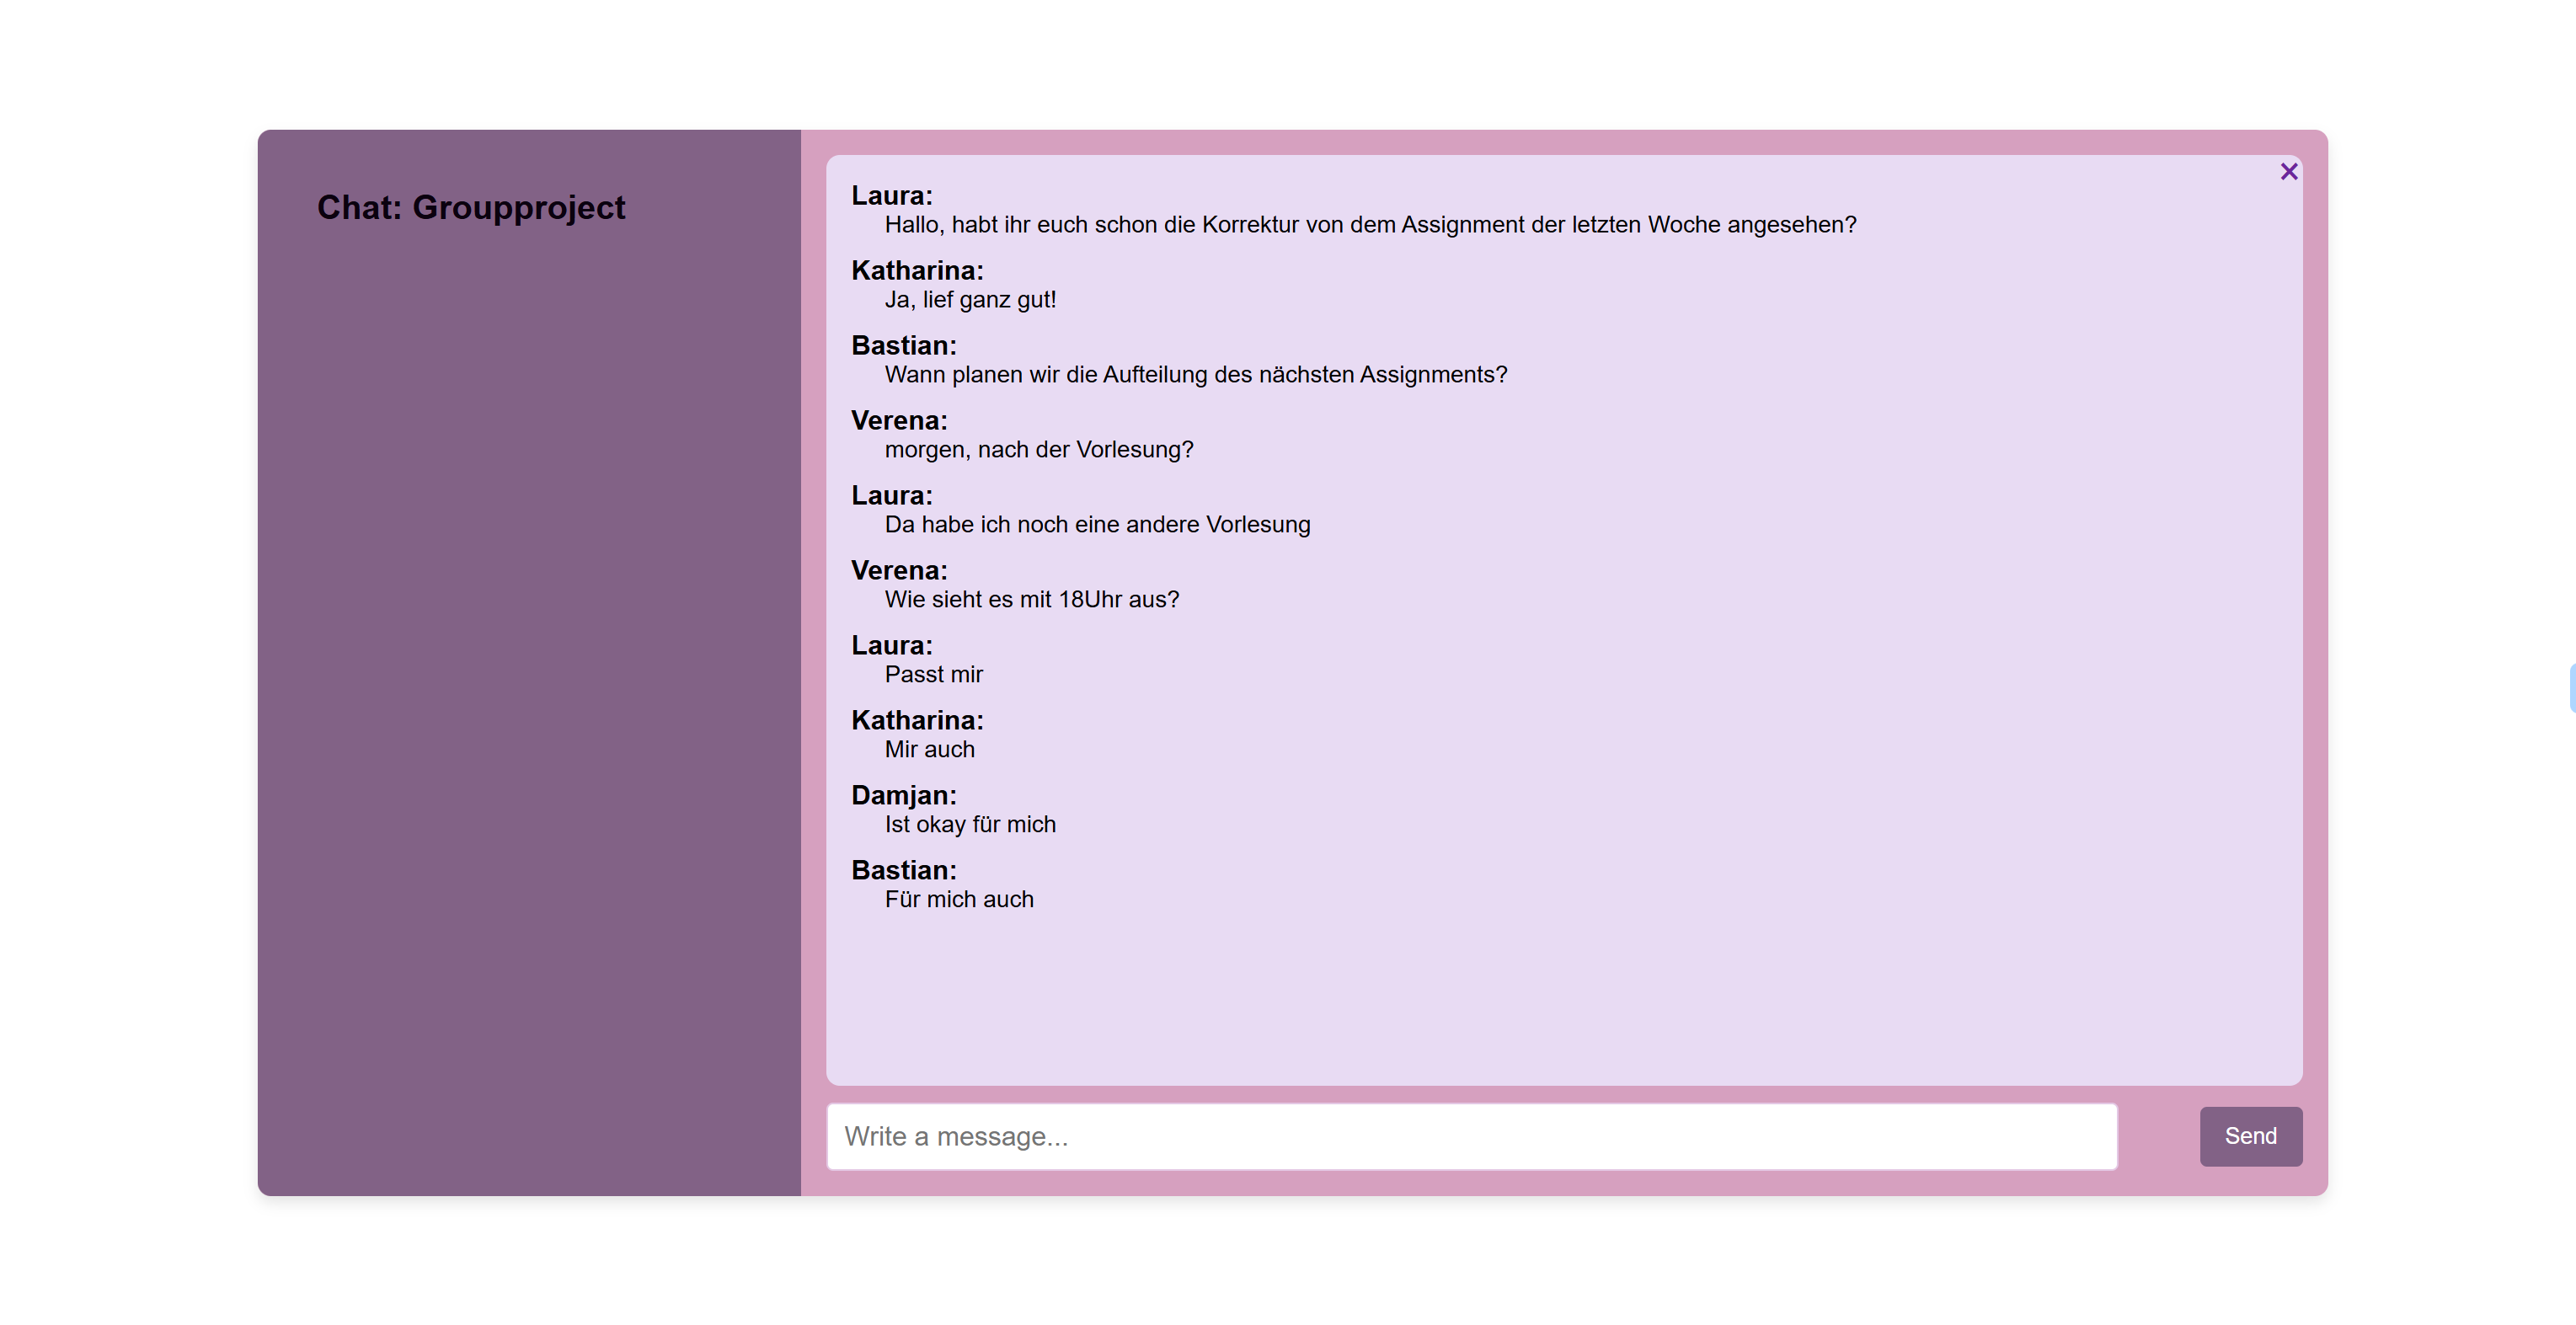 Chat: Groupproject
×
Laura:
Hallo, habt ihr euch schon die Korrektur von dem Assignment der letzten Woche angesehen?
Katharina:
Ja, lief ganz gut!
Bastian:
Wann planen wir die Aufteilung des nächsten Assignments?
Verena:
morgen, nach der Vorlesung?
Laura:
Da habe ich noch eine andere Vorlesung
Verena:
Wie sieht es mit 18Uhr aus?
Laura:
Passt mir
Katharina:
Mir auch
Damjan:
Ist okay für mich
Bastian:
Für mich auch
Write a message...
Send